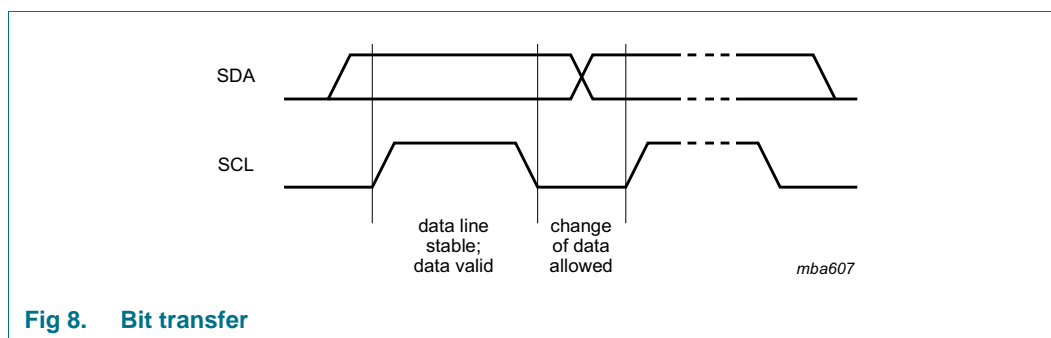 SDA
SCL
data line
stable;
data valid
change
of data
allowed
mba607
Fig 8. Bit transfer